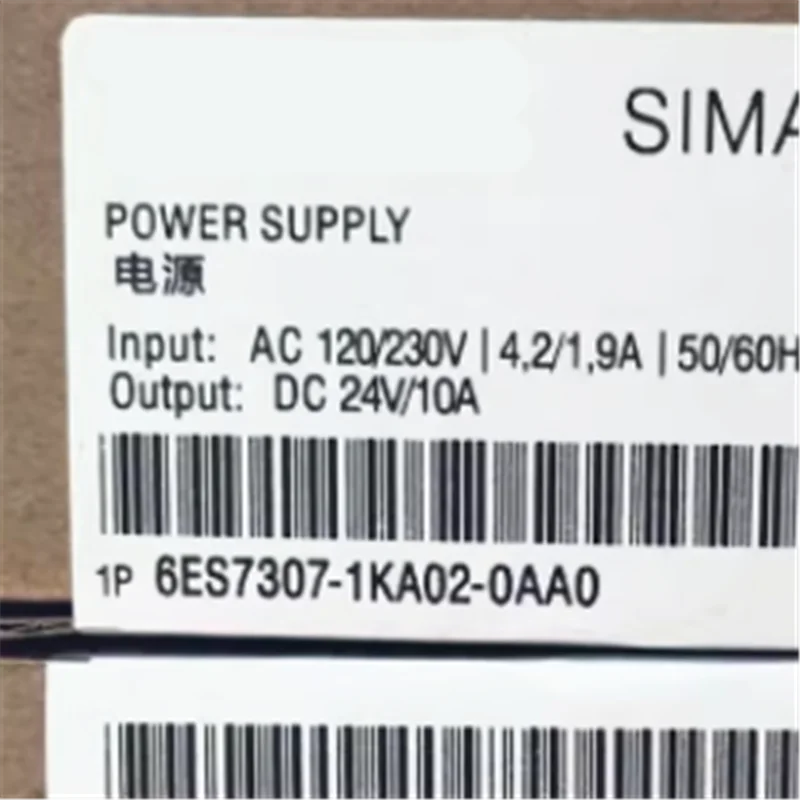 SIMA
POWER SUPPLY
电源
Input: AC 120/230V | 4,2/1,9A | 50/60H
Output: DC 24V/10A
1P 6ES7307-1KA02-0AA0